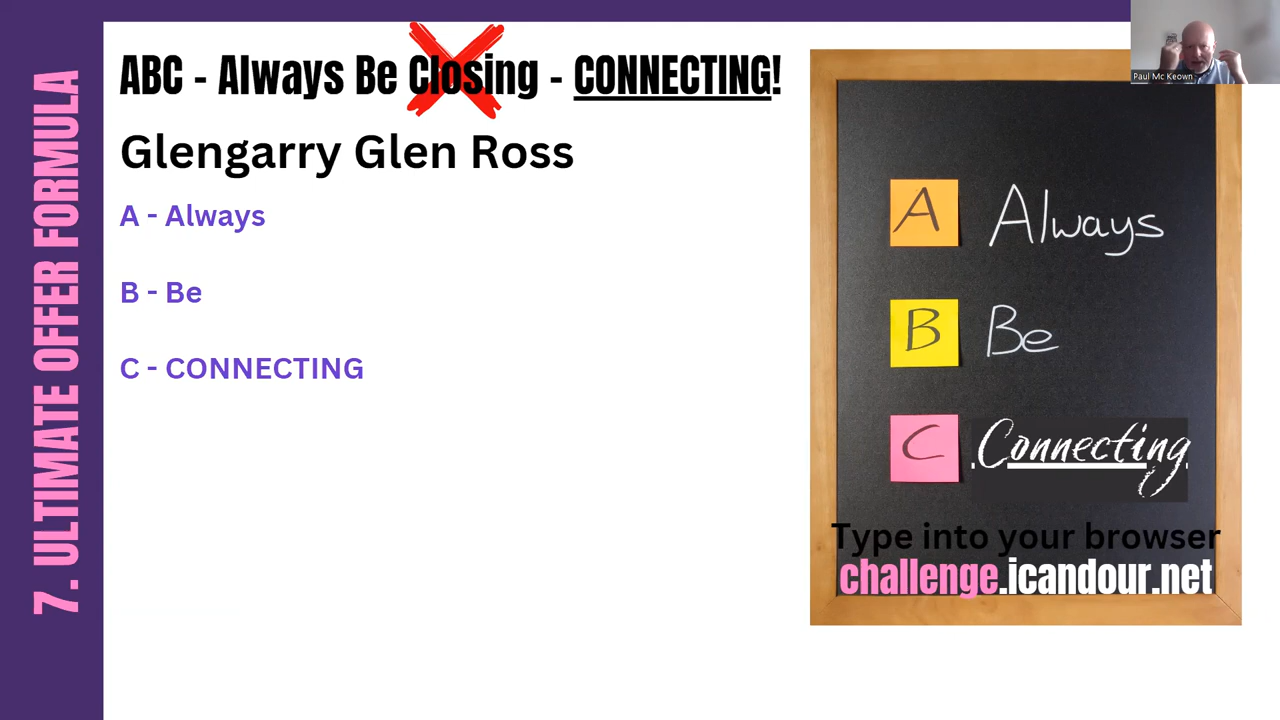 7. ULTIMATE OFFER FORMULA
ABC - Always Be Closing - CONNECTING!
Glengarry Glen Ross
A - Always
B - Be
C - CONNECTING
A Always
B Be
C Connecting
Type into your browser
challenge.icandour.net
Paul Mc Keown